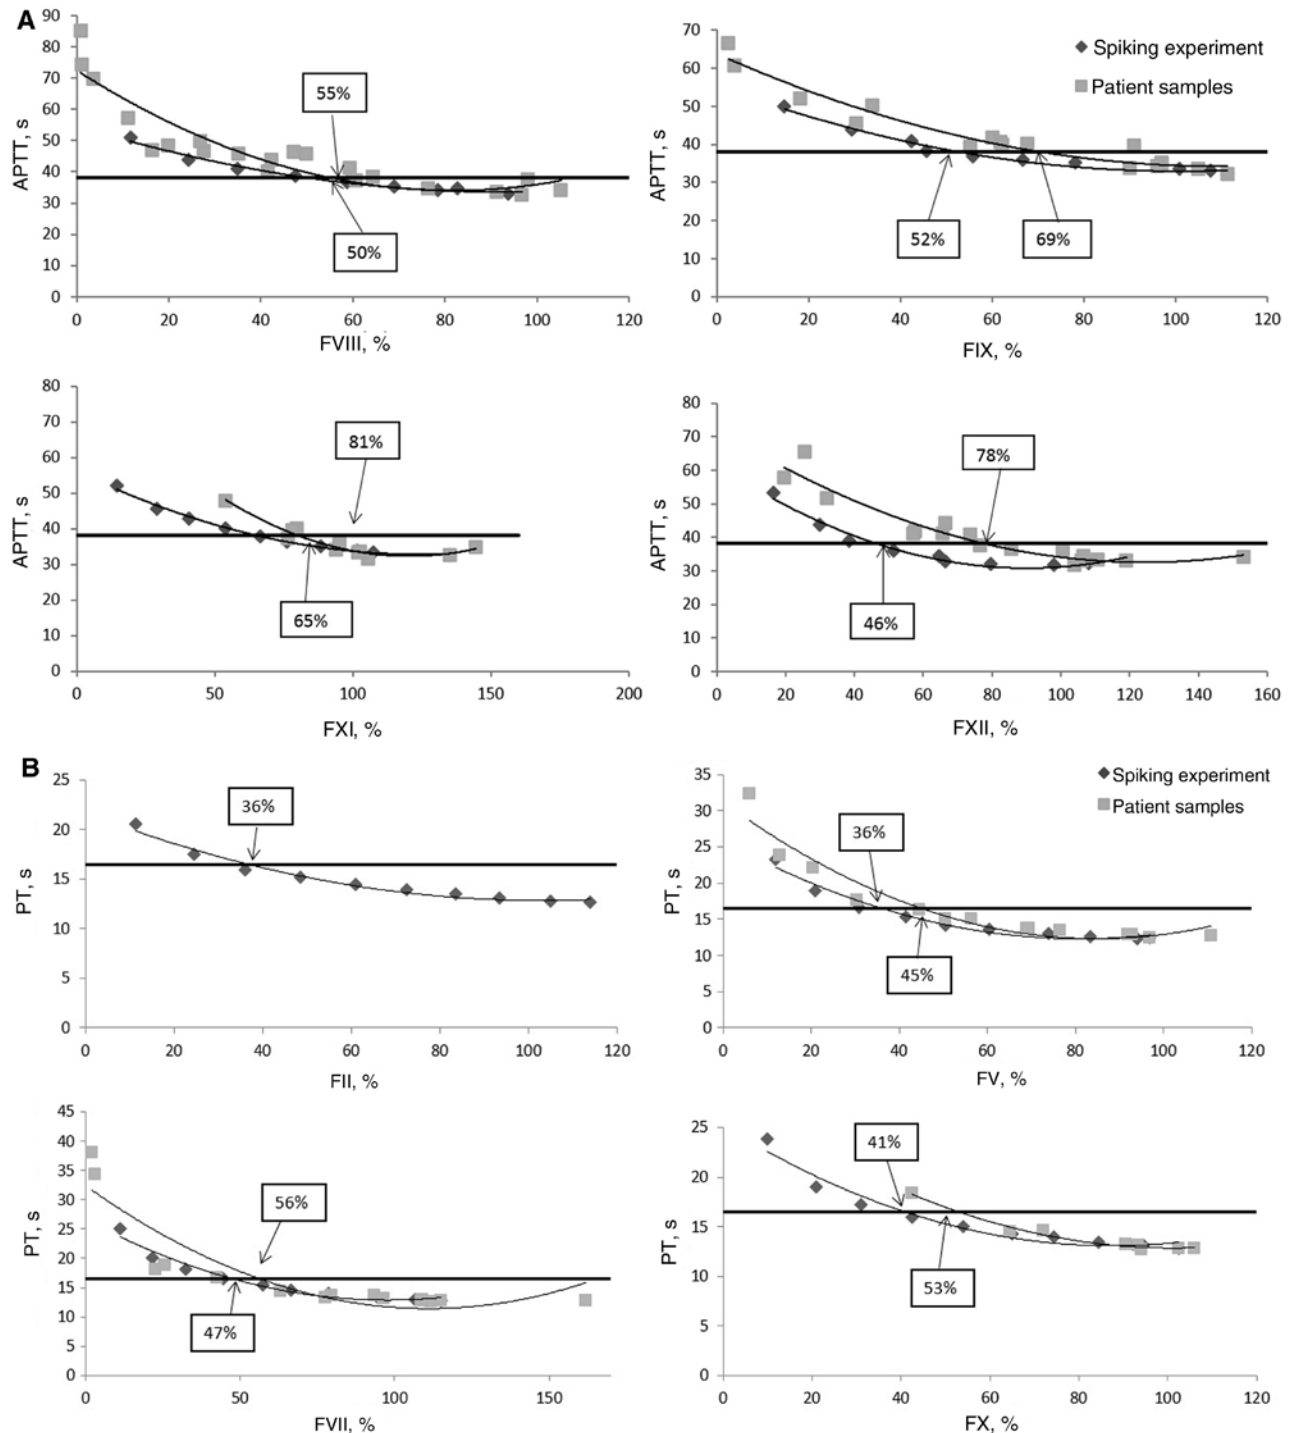 A
90
80
70
60
50
40
30
20
10
0
APTT, s
55%
50%
0 20 40 60 80 100 120
FVIII, %
70
60
50
40
30
20
10
0
APTT, s
Spiking experiment
Patient samples
52% 69%
0 20 40 60 80 100 120
FIX, %
80
70
60
50
40
30
20
10
0
APTT, s
81%
65%
0 50 100 150 200
FXI, %
80
70
60
50
40
30
20
10
0
APTT, s
78%
46%
0 20 40 60 80 100 120 140 160
FXII, %
B
25
20
15
10
5
0
PT, s
36%
0 20 40 60 80 100 120
FII, %
35
30
25
20
15
10
5
0
PT, s
Spiking experiment
Patient samples
36%
45%
0 20 40 60 80 100 120
FV, %
45
40
35
30
25
20
15
10
5
0
PT, s
56%
47%
0 50 100 150
FVII, %
25
20
15
10
5
0
PT, s
41%
53%
0 20 40 60 80 100 120
FX, %